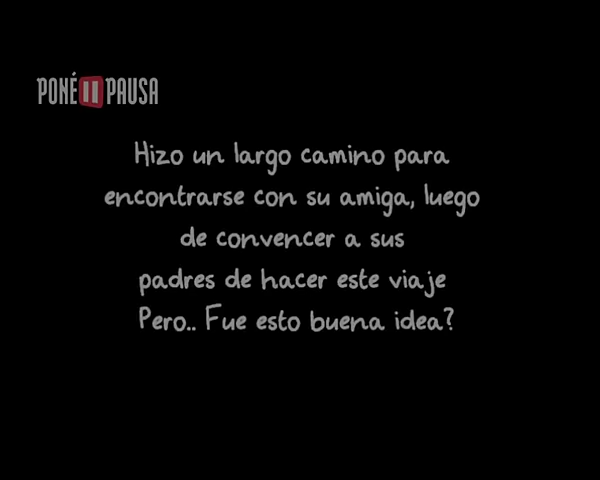 PONÉ PAUSA
Hizo un largo camino para
encontrarse con su amiga, luego
de convencer a sus
padres de hacer este viaje
Pero.. Fue esto buena idea?